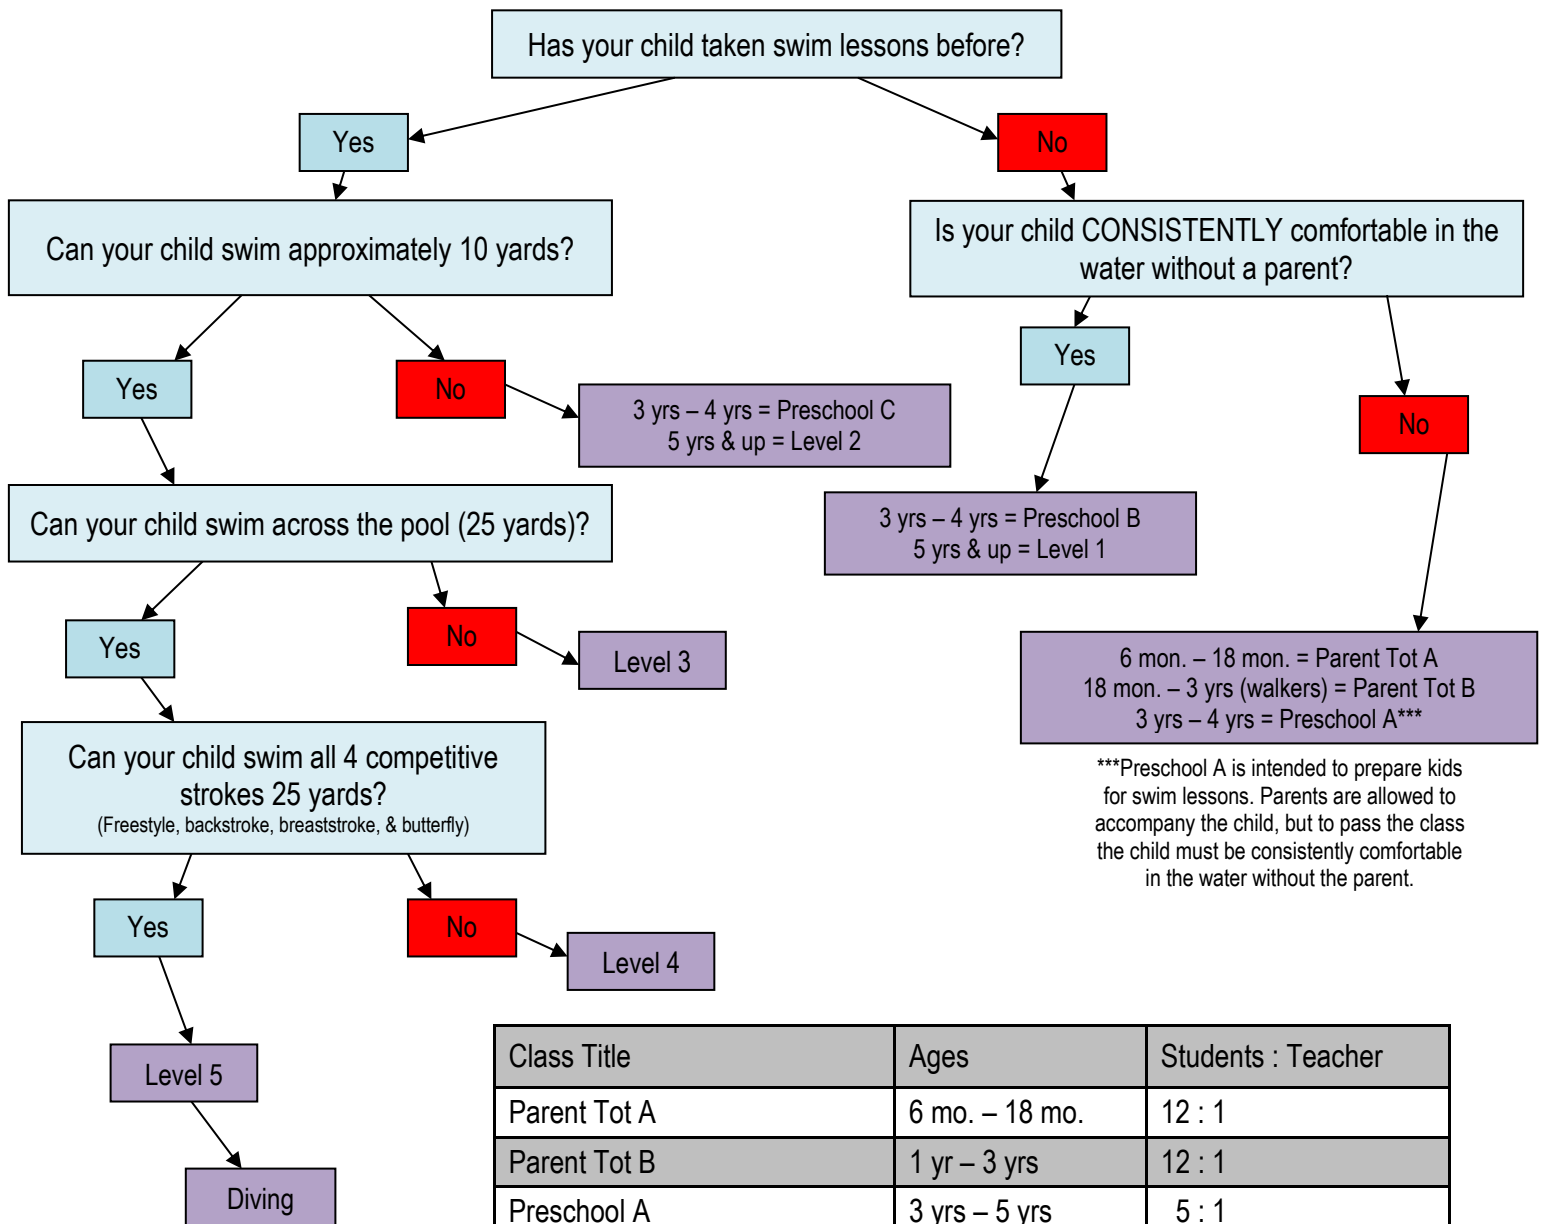 Has your child taken swim lessons before?
Yes
No
Can your child swim approximately 10 yards?
Is your child CONSISTENTLY comfortable in the
water without a parent?
Yes
No
Yes
No
3 yrs – 4 yrs = Preschool C
5 yrs & up = Level 2
Can your child swim across the pool (25 yards)?
3 yrs – 4 yrs = Preschool B
5 yrs & up = Level 1
Yes
No
Level 3
6 mon. – 18 mon. = Parent Tot A
18 mon. – 3 yrs (walkers) = Parent Tot B
3 yrs – 4 yrs = Preschool A***
Can your child swim all 4 competitive
strokes 25 yards?
(Freestyle, backstroke, breaststroke, & butterfly)
***Preschool A is intended to prepare kids
for swim lessons. Parents are allowed to
accompany the child, but to pass the class
the child must be consistently comfortable
in the water without the parent.
Yes
No
Level 4
Level 5
Diving
Class Title Ages Students : Teacher
Parent Tot A 6 mo. – 18 mo. 12 : 1
Parent Tot B 1 yr – 3 yrs 12 : 1
Preschool A 3 yrs – 5 yrs 5 : 1